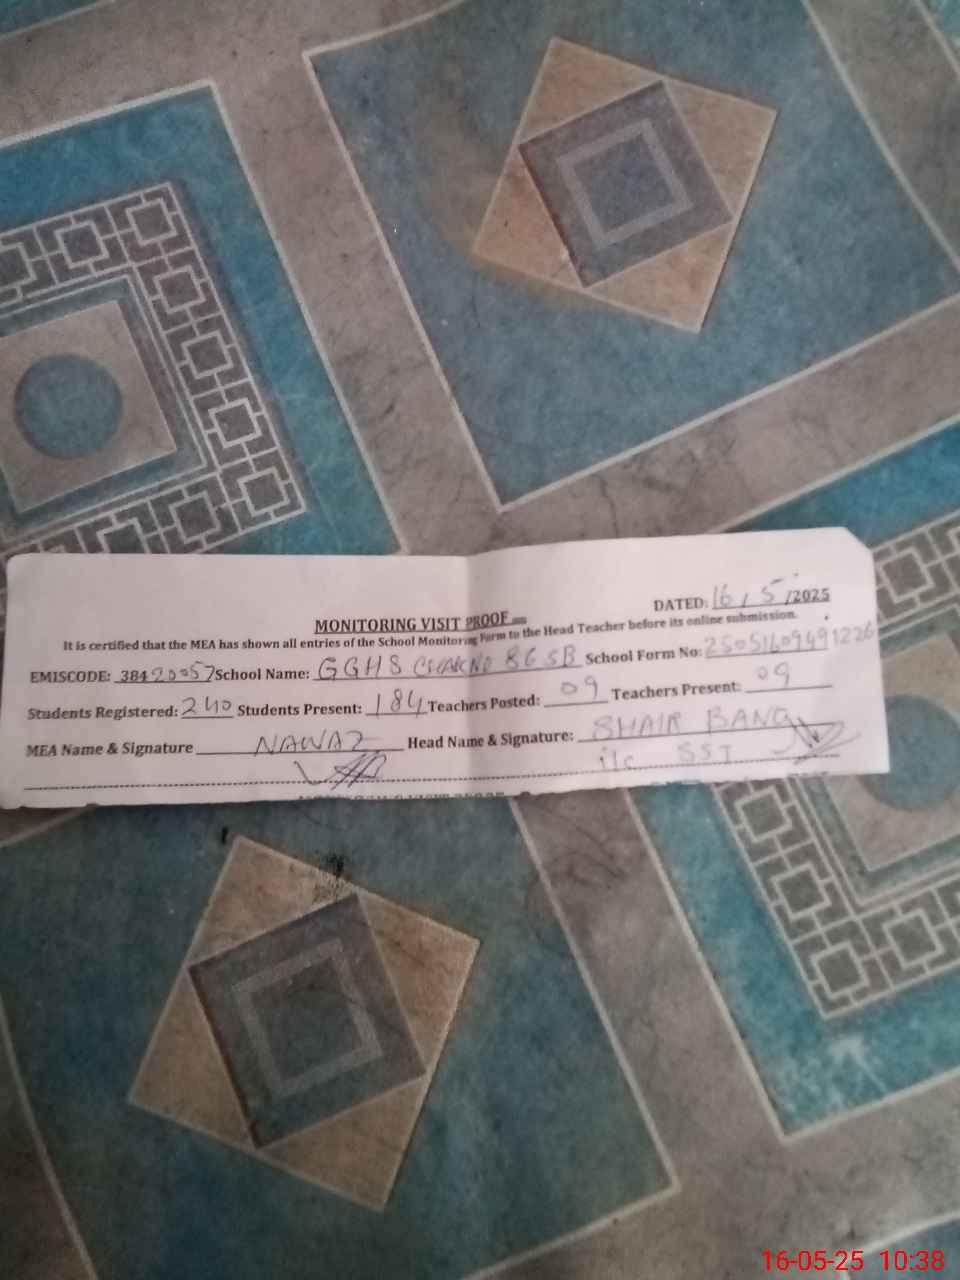 DATED: 16 / 5 /2025
MONITORING VISIT PROOF
It is certified that the MEA has shown all entries of the School Monitoring Form to the Head Teacher before its online submission.
EMISCODE: 38420057 School Name: GGHS CHAK NO 86 SB School Form No: 25051609491226
Students Registered: 240 Students Present: 184 Teachers Posted: 09 Teachers Present: 09
MEA Name & Signature NAWAZ Head Name & Signature: SHAIR BANO
i/c SST
16-05-25 10:38